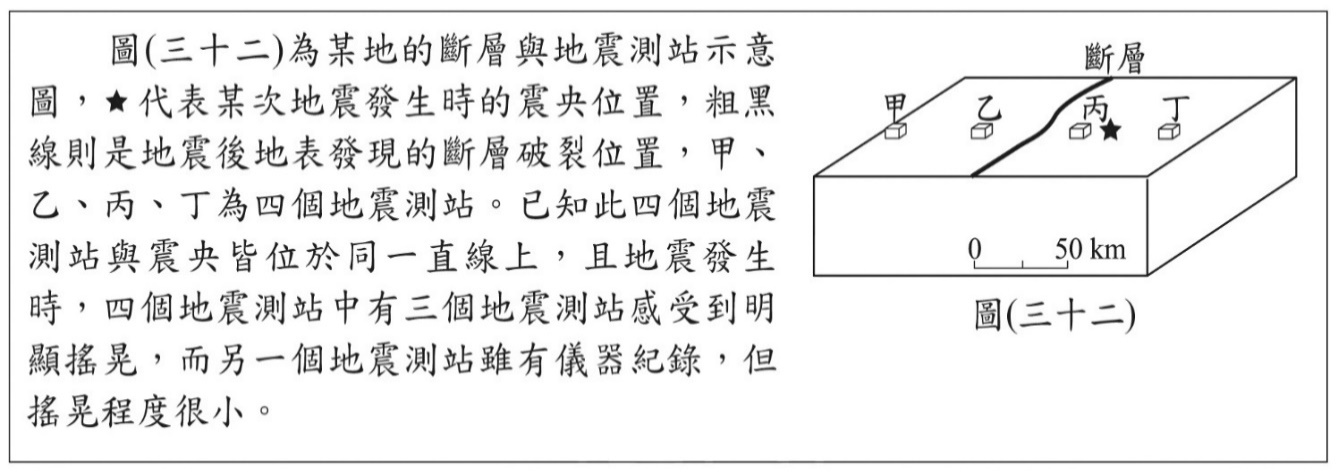 圖(三十二)為某地的斷層與地震測站示意
圖，★代表某次地震發生時的震央位置，粗黑
線則是地震後地表發現的斷層破裂位置，甲、
乙、丙、丁為四個地震測站。已知此四個地震
測站與震央皆位於同一直線上，且地震發生
時，四個地震測站中有三個地震測站感受到明
顯搖晃，而另一個地震測站雖有儀器紀錄，但
搖晃程度很小。
斷層
甲 乙 丙 丁
0 50 km
圖(三十二)